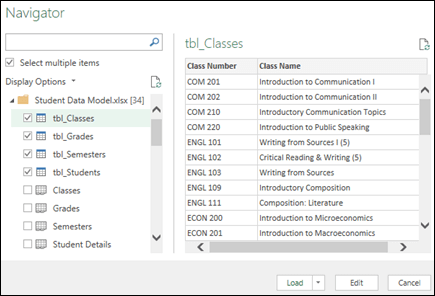 Navigator
Select multiple items
Display Options
Student Data Model.xlsx [34]
tbl_Classes
tbl_Grades
tbl_Semesters
tbl_Students
Classes
Grades
Semesters
Student Details
tbl_Classes
Class Number Class Name
COM 201 Introduction to Communication I
COM 202 Introduction to Communication II
COM 210 Introductory Communication Topics
COM 220 Introduction to Public Speaking
ENGL 101 Writing from Sources I (5)
ENGL 102 Critical Reading & Writing (5)
ENGL 103 Writing from Sources
ENGL 109 Introductory Composition
ENGL 111 Composition: Literature
ECON 200 Introduction to Microeconomics
ECON 201 Introduction to Macroeconomics
Load Edit Cancel